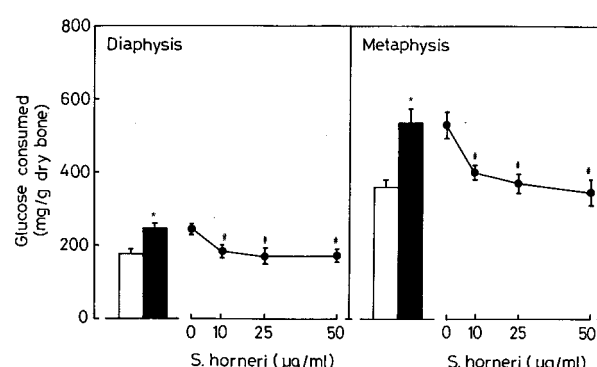 Diaphysis
Metaphysis
Glucose consumed
(mg/g dry bone)
800
600
400
200
0
*
#
#
#
*
#
#
#
0 10 25 50
0 10 25 50
S. horneri (μg/ml)
S. horneri (μg/ml)